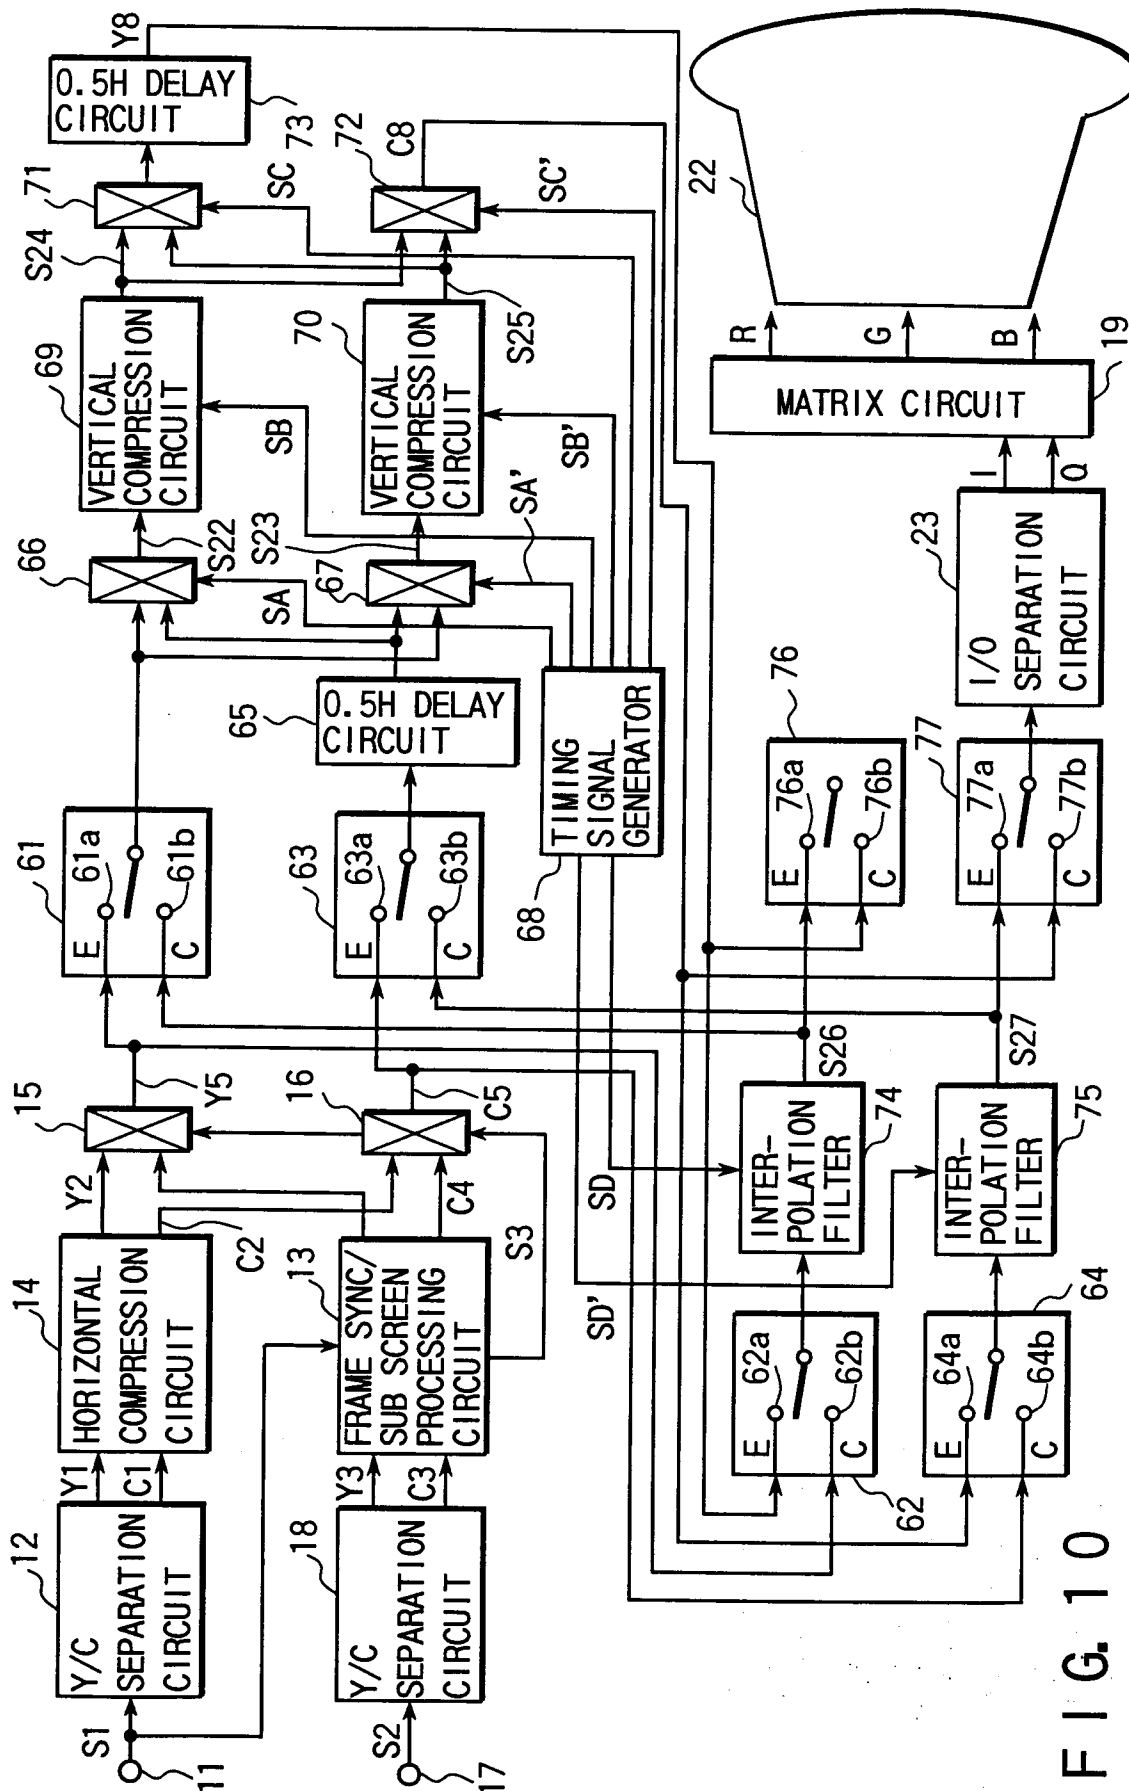 11
S1
12
Y/C
SEPARATION
CIRCUIT
Y1
C1
14
HORIZONTAL
COMPRESSION
CIRCUIT
Y2
C2
15
Y5
61
E
61a
C
61b
66
SA
S22
69
VERTICAL
COMPRESSION
CIRCUIT
SB
S24
71
SC
0.5H DELAY
CIRCUIT
73
Y8
17
S2
18
Y/C
SEPARATION
CIRCUIT
Y3
C3
13
FRAME SYNC/
SUB SCREEN
PROCESSING
CIRCUIT
C4
S3
16
C5
63
E
63a
C
63b
65
0.5H DELAY
CIRCUIT
67
S23
SA'
70
VERTICAL
COMPRESSION
CIRCUIT
SB'
S25
72
SC'
C8
68
TIMING
SIGNAL
GENERATOR
SD
SD'
62
E
62a
C
62b
INTER-
POLATION
FILTER
74
S26
76
E
76a
C
76b
64
E
64a
C
64b
INTER-
POLATION
FILTER
75
S27
77
E
77a
C
77b
23
I/O
SEPARATION
CIRCUIT
I
Q
MATRIX CIRCUIT
19
R
G
B
22
FIG. 10